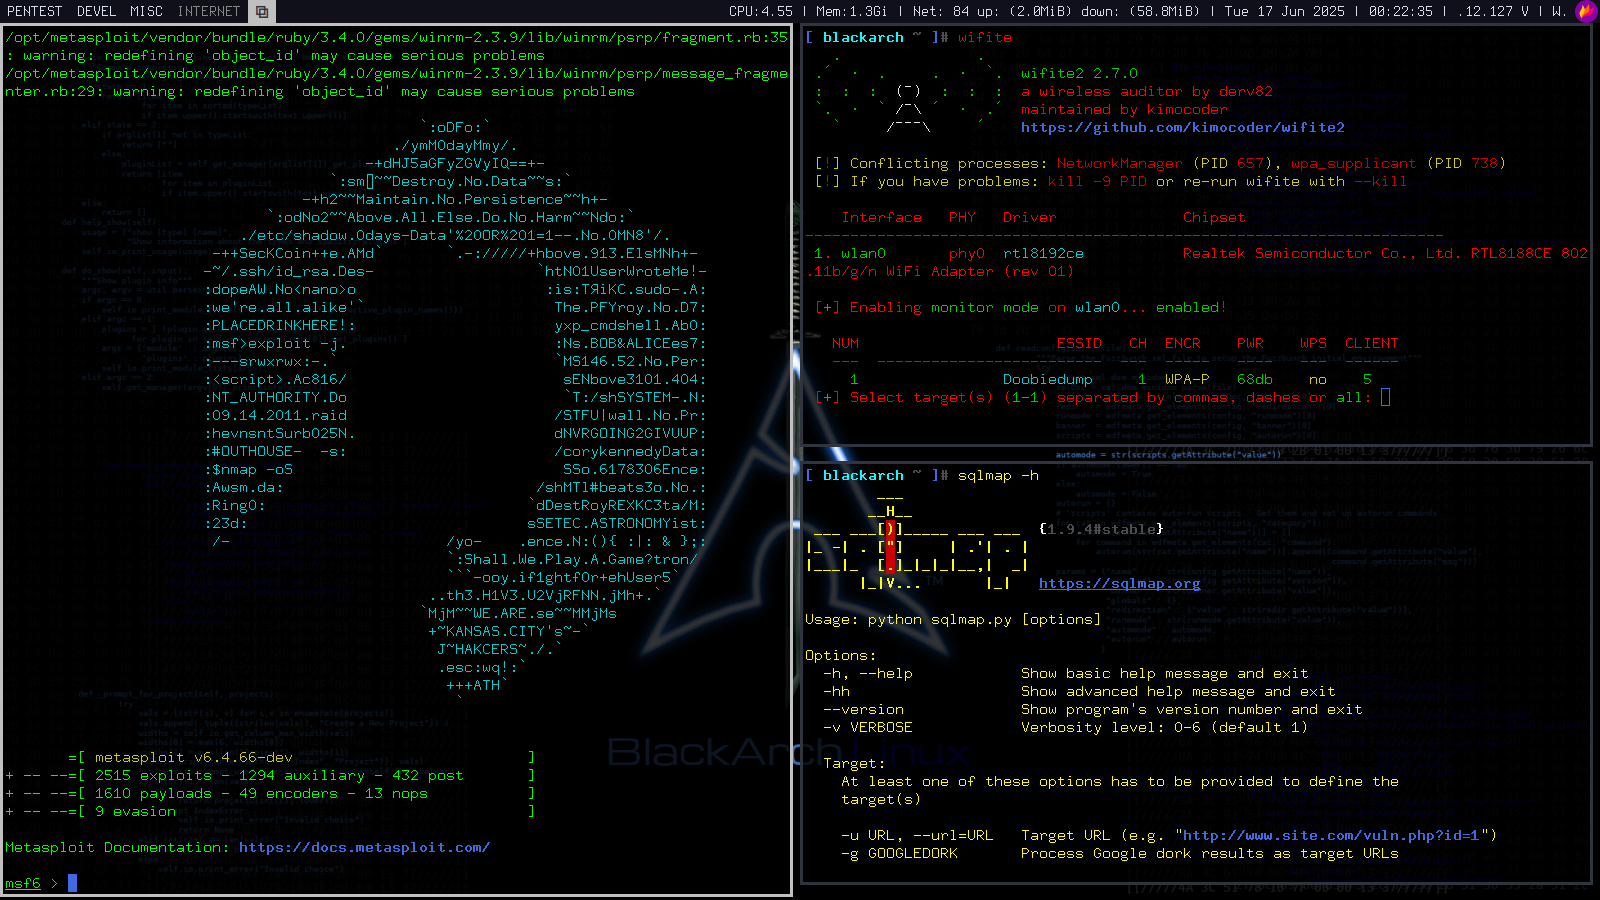 PENTEST DEVEL MISC INTERNET
CPU:4.55 | Mem:1.3Gi | Net: 84 up: (2.0MiB) down: (58.8MiB) | Tue 17 Jun 2025 | 00:22:35 | .12.127 V | W.
/opt/metasploit/vendor/bundle/ruby/3.4.0/gems/winrm-2.3.9/lib/winrm/psrp/fragment.rb:35
: warning: redefining 'object_id' may cause serious problems
/opt/metasploit/vendor/bundle/ruby/3.4.0/gems/winrm-2.3.9/lib/winrm/psrp/message_fragme
nter.rb:29: warning: redefining 'object_id' may cause serious problems
`:oDFo:`
./ymM0dayMmy/.
-+dHJ5aGFyZGVyIQ==+-
`:sm▯~~Destroy.No.Data~~s:`
-+h2~~Maintain.No.Persistence~~h+-
`:odNo2~~Above.All.Else.Do.No.Harm~~Ndo:`
./etc/shadow.0days-Data'%20OR%201=1--.No.0MN8'/.
-++SecKCoin++e.AMd` `.-://///+hbove.913.ElsMNh+-
-~/.ssh/id_rsa.Des- `htN01UserWroteMe!-
:dopeAW.No<nano>o :is:TЯiKC.sudo-.A:
:we're.all.alike'` The.PFYroy.No.D7:
:PLACEDRINKHERE!: yxp_cmdshell.Ab0:
:msf>exploit -j. :Ns.BOB&ALICEes7:
:---srwxrwx:-.` `MS146.52.No.Per:
:<script>.Ac816/ sENbove3101.404:
:NT_AUTHORITY.Do `T:/shSYSTEM-.N:
:09.14.2011.raid /STFU|wall.No.Pr:
:hevnsntSurb025N. dNVRGOING2GIVUUP:
:#OUTHOUSE- -s: /corykennedyData:
:$nmap -oS SSo.6178306Ence:
:Awsm.da: /shMTl#beats3o.No.:
:Ring0: `dDestRoyREXKC3ta/M:
:23d: sSETEC.ASTRONOMYist:
/- /yo- .ence.N:(){ :|: & };:
`:Shall.We.Play.A.Game?tron/
```-ooy.if1ghtf0r+ehUser5`
..th3.H1V3.U2VjRFNN.jMh+.`
`MjM~~WE.ARE.se~~MMjMs
+~KANSAS.CITY's~-`
J~HAKCERS~./.`
.esc:wq!:`
+++ATH`
`
=[ metasploit v6.4.66-dev ]
+ -- --=[ 2515 exploits - 1294 auxiliary - 432 post ]
+ -- --=[ 1610 payloads - 49 encoders - 13 nops ]
+ -- --=[ 9 evasion ]
Metasploit Documentation: https://docs.metasploit.com/
msf6 >
[ blackarch ~ ]# wifite
wifite2 2.7.0
a wireless auditor by derv82
maintained by kimocoder
https://github.com/kimocoder/wifite2
[!] Conflicting processes: NetworkManager (PID 657), wpa_supplicant (PID 738)
[!] If you have problems: kill -9 PID or re-run wifite with --kill
Interface PHY Driver Chipset
1. wlan0 phy0 rtl8192ce Realtek Semiconductor Co., Ltd. RTL8188CE 802
.11b/g/n WiFi Adapter (rev 01)
[+] Enabling monitor mode on wlan0... enabled!
NUM ESSID CH ENCR PWR WPS CLIENT
1 Doobiedump 1 WPA-P 68db no 5
[+] Select target(s) (1-1) separated by commas, dashes or all:
[ blackarch ~ ]# sqlmap -h
{1.9.4#stable}
https://sqlmap.org
Usage: python sqlmap.py [options]
Options:
-h, --help Show basic help message and exit
-hh Show advanced help message and exit
--version Show program's version number and exit
-v VERBOSE Verbosity level: 0-6 (default 1)
Target:
At least one of these options has to be provided to define the
target(s)
-u URL, --url=URL Target URL (e.g. "http://www.site.com/vuln.php?id=1")
-g GOOGLEDORK Process Google dork results as target URLs
BlackArch Linux